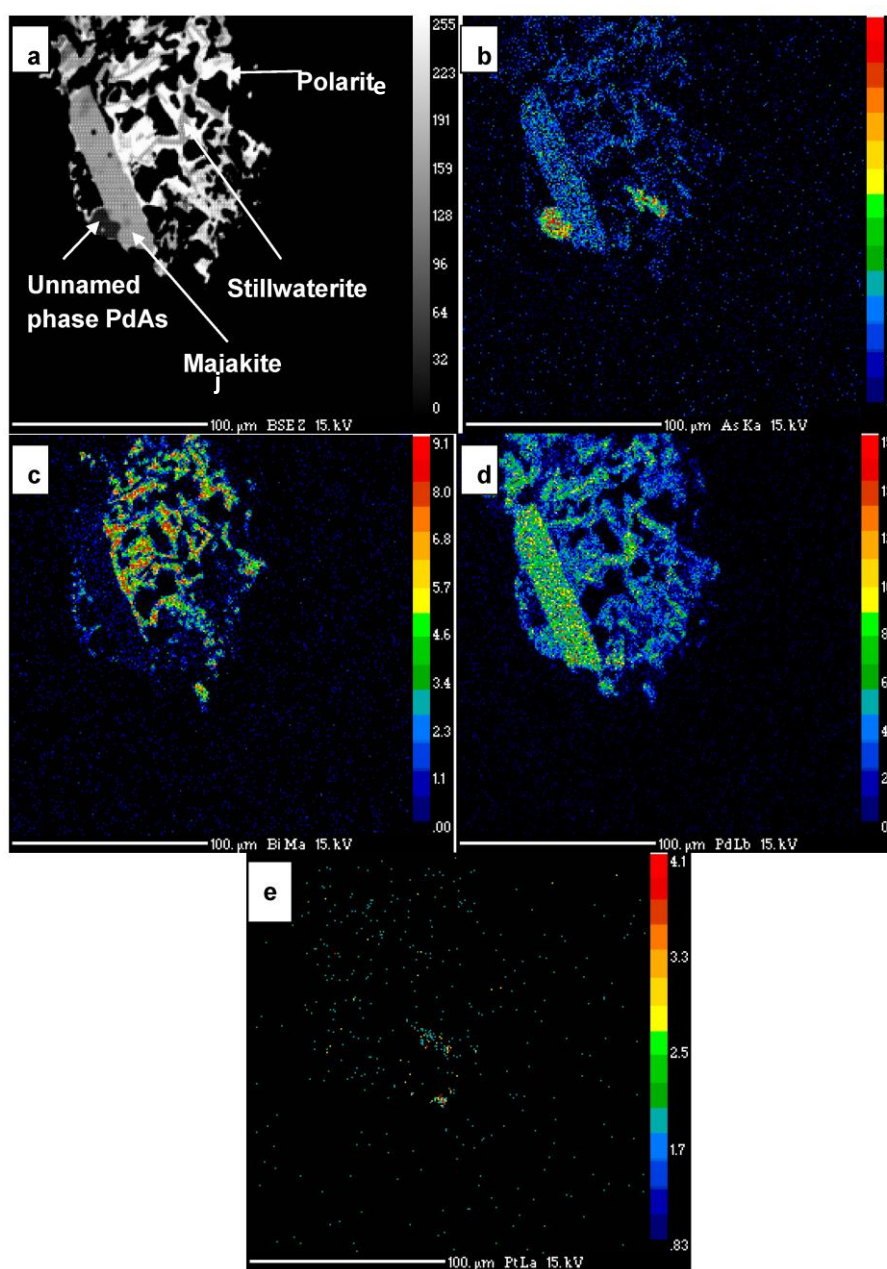 a
255
223
191
159
128
96
64
32
0
Polarite
Unnamed
phase PdAs
Stillwaterite
Majakite
j
100. µm BSE Z 15. kV
b
100. µm As Ka 15. kV
c
9.1
8.0
6.8
5.7
4.6
3.4
2.3
1.1
.00
100. µm Bi Ma 15. kV
d
100. µm Pd Lb 15. kV
e
4.1
3.3
2.5
1.7
.83
100. µm Pt La 15. kV